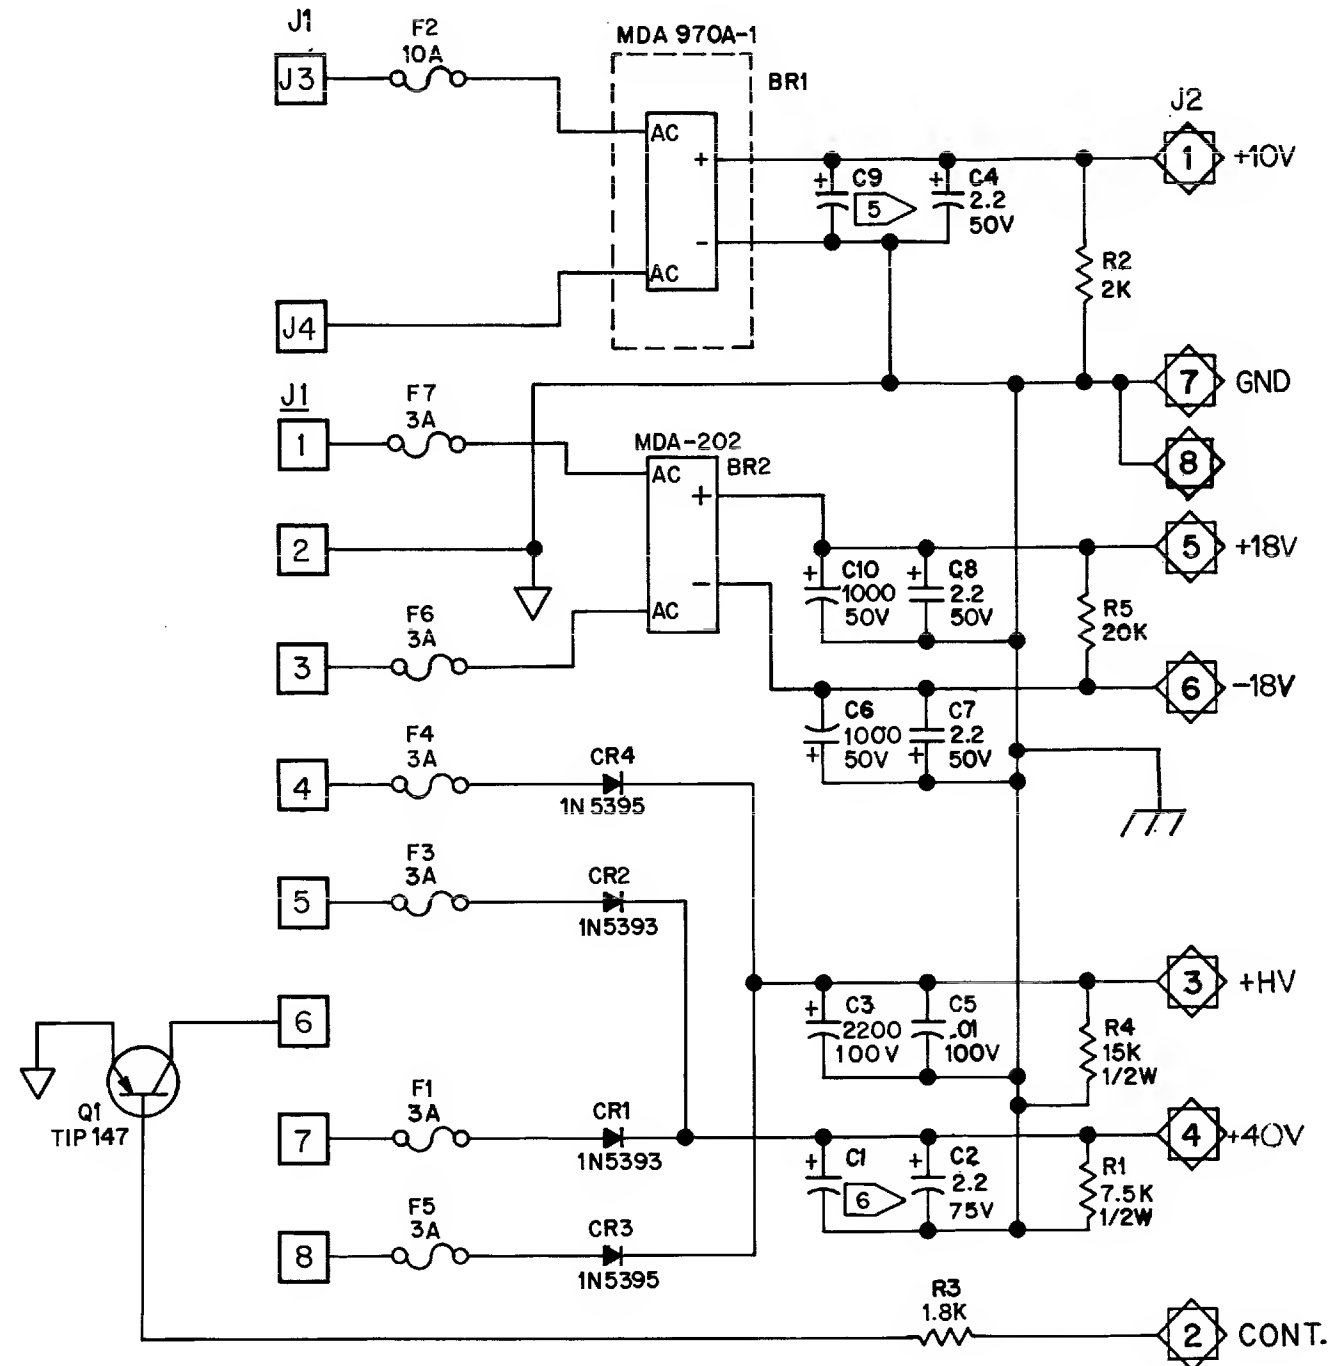 J1
J3
F2
10A
MDA 970A-1
BR1
AC
+
-
AC
J4
+
C9
5
+
C4
2.2
50V
R2
2K
J2
1
+10V
7
GND
8
J1
1
F7
3A
MDA-202
BR2
AC
+
-
AC
2
3
F6
3A
+
C10
1000
50V
+
C8
2.2
50V
R5
20K
5
+18V
6
-18V
C6
1000
50V
+
C7
2.2
50V
+
4
F4
3A
CR4
1N 5395
5
F3
3A
CR2
1N5393
6
Q1
TIP 147
7
F1
3A
CR1
1N5393
8
F5
3A
CR3
1N5395
+
C3
2200
100V
C5
.01
100V
R4
15K
1/2W
3
+HV
+
C1
6
+
C2
2.2
75V
R1
7.5K
1/2W
4
+40V
R3
1.8K
2
CONT.